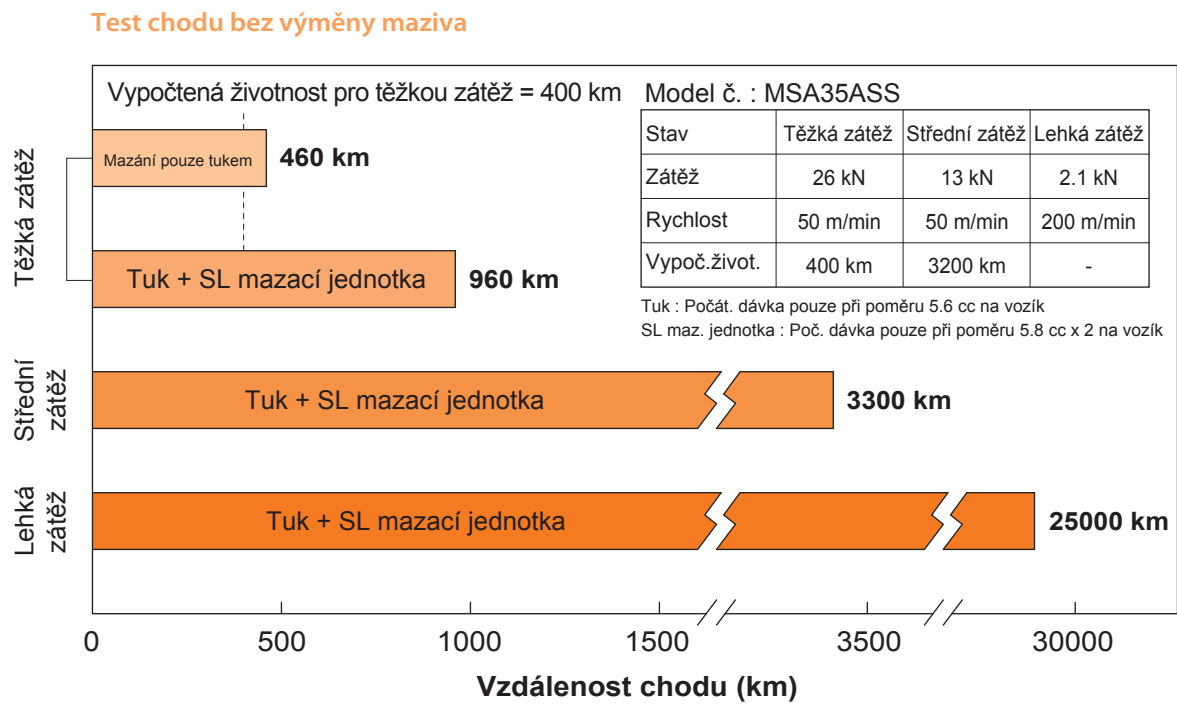 Test chodu bez výměny maziva
Vypočtená životnost pro těžkou zátěž = 400 km
Model č. : MSA35ASS
Stav Těžká zátěž Střední zátěž Lehká zátěž
Zátěž 26 kN 13 kN 2.1 kN
Rychlost 50 m/min 50 m/min 200 m/min
Vypoč.život. 400 km 3200 km -
Tuk : Počát. dávka pouze při poměru 5.6 cc na vozík
SL maz. jednotka : Poč. dávka pouze při poměru 5.8 cc x 2 na vozík
Těžká zátěž
Mazání pouze tukem 460 km
Tuk + SL mazací jednotka 960 km
Střední
zátěž
Tuk + SL mazací jednotka 3300 km
Lehká
zátěž
Tuk + SL mazací jednotka 25000 km
0 500 1000 1500 3500 30000
Vzdálenost chodu (km)